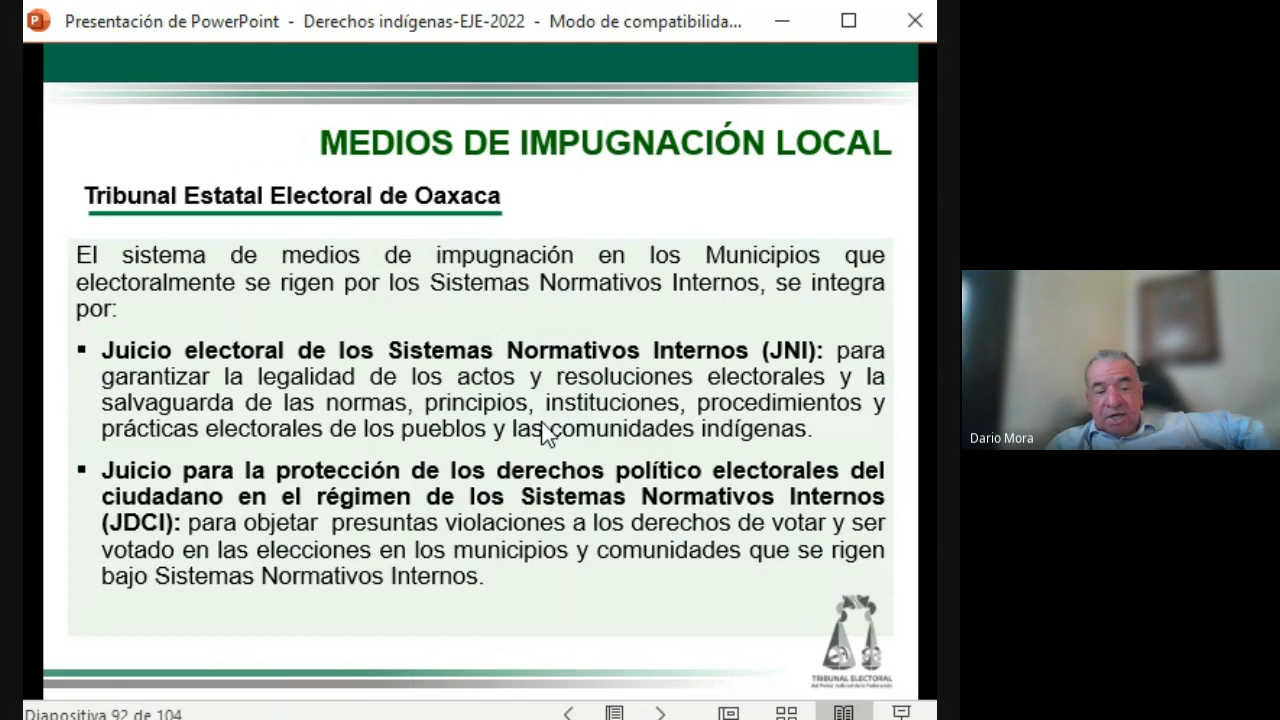 Presentación de PowerPoint - Derechos indígenas-EJE-2022 - Modo de compatibilida...
MEDIOS DE IMPUGNACIÓN LOCAL
Tribunal Estatal Electoral de Oaxaca
El sistema de medios de impugnación en los Municipios que
electoralmente se rigen por los Sistemas Normativos Internos, se integra
por:
▪ Juicio electoral de los Sistemas Normativos Internos (JNI): para
garantizar la legalidad de los actos y resoluciones electorales y la
salvaguarda de las normas, principios, instituciones, procedimientos y
prácticas electorales de los pueblos y las comunidades indígenas.
▪ Juicio para la protección de los derechos político electorales del
ciudadano en el régimen de los Sistemas Normativos Internos
(JDCI): para objetar presuntas violaciones a los derechos de votar y ser
votado en las elecciones en los municipios y comunidades que se rigen
bajo Sistemas Normativos Internos.
TRIBUNAL ELECTORAL
del Poder Judicial de la Federación
Diapositiva 92 de 104
Dario Mora